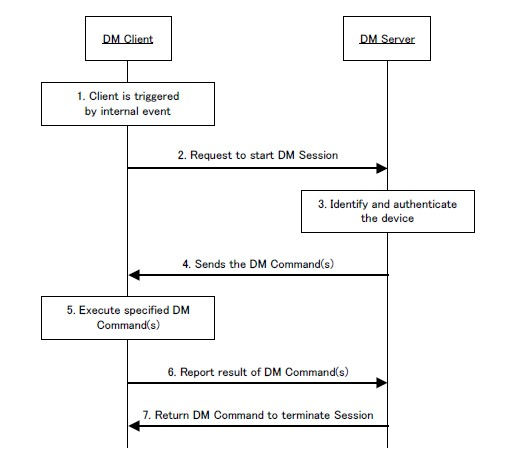 DM Client
DM Server
1. Client is triggered
by internal event
2. Request to start DM Session
3. Identify and authenticate
the device
4. Sends the DM Command(s)
5. Execute specified DM
Command(s)
6. Report result of DM Command(s)
7. Return DM Command to terminate Session